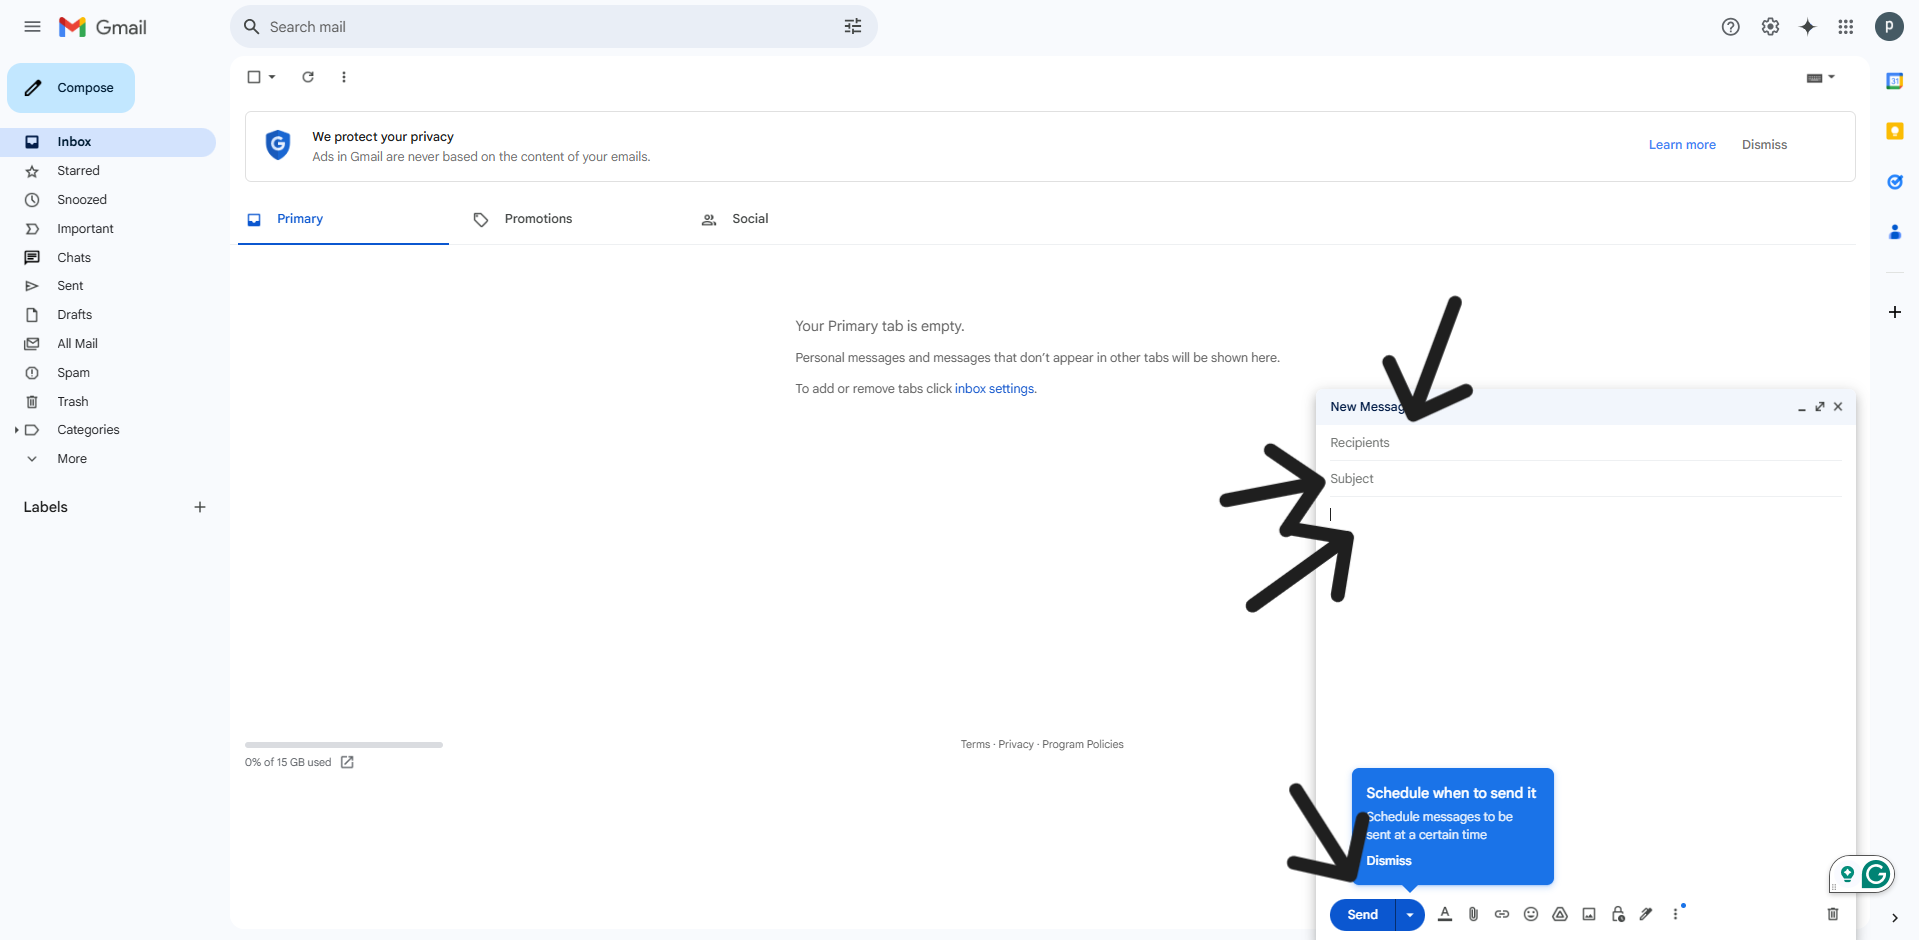 Gmail
Search mail
p
Compose
Inbox
Starred
Snoozed
Important
Chats
Sent
Drafts
All Mail
Spam
Trash
Categories
More
Labels
We protect your privacy
Ads in Gmail are never based on the content of your emails.
Learn more
Dismiss
Primary
Promotions
Social
Your Primary tab is empty.
Personal messages and messages that don't appear in other tabs will be shown here.
To add or remove tabs click inbox settings.
0% of 15 GB used
Terms · Privacy · Program Policies
New Messag
Recipients
Subject
Schedule when to send it
Schedule messages to be
sent at a certain time
Dismiss
Send
31